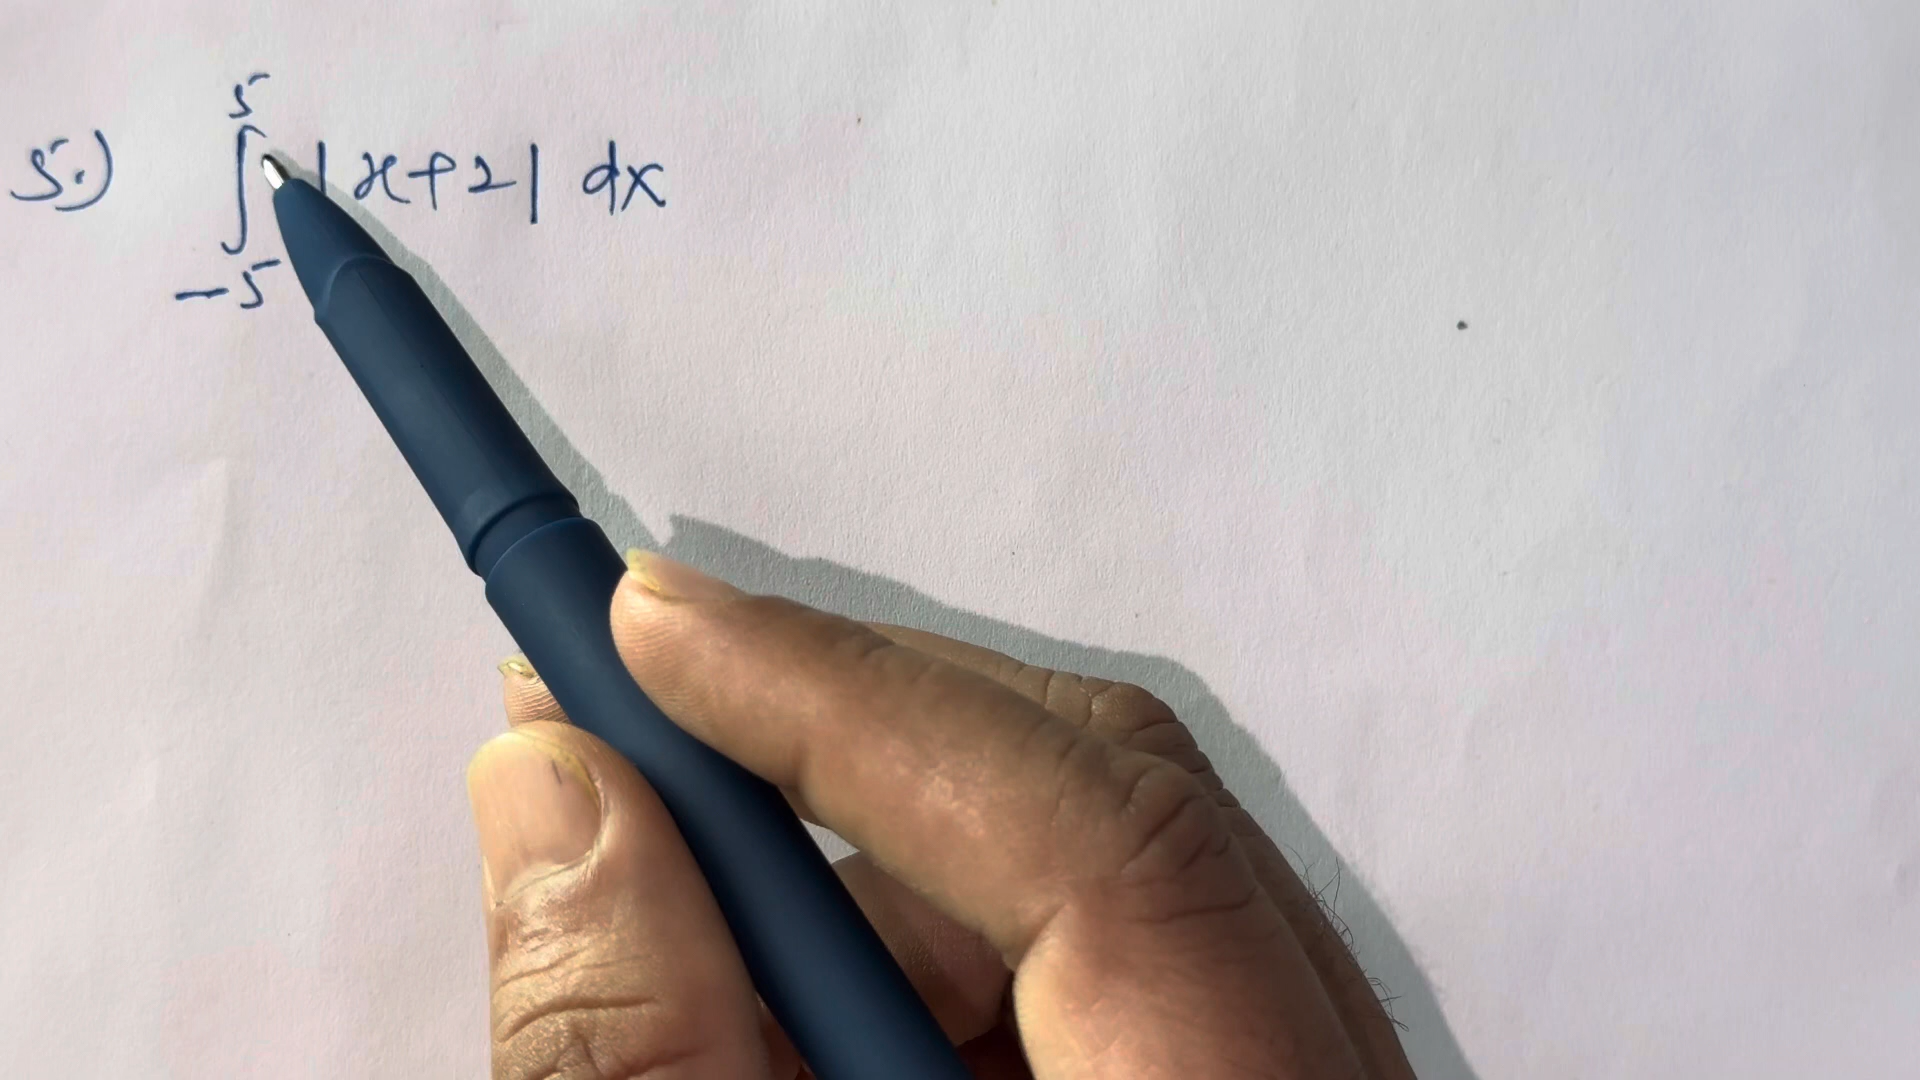 5.) ∫_{-5}^{5} |x+2| dx